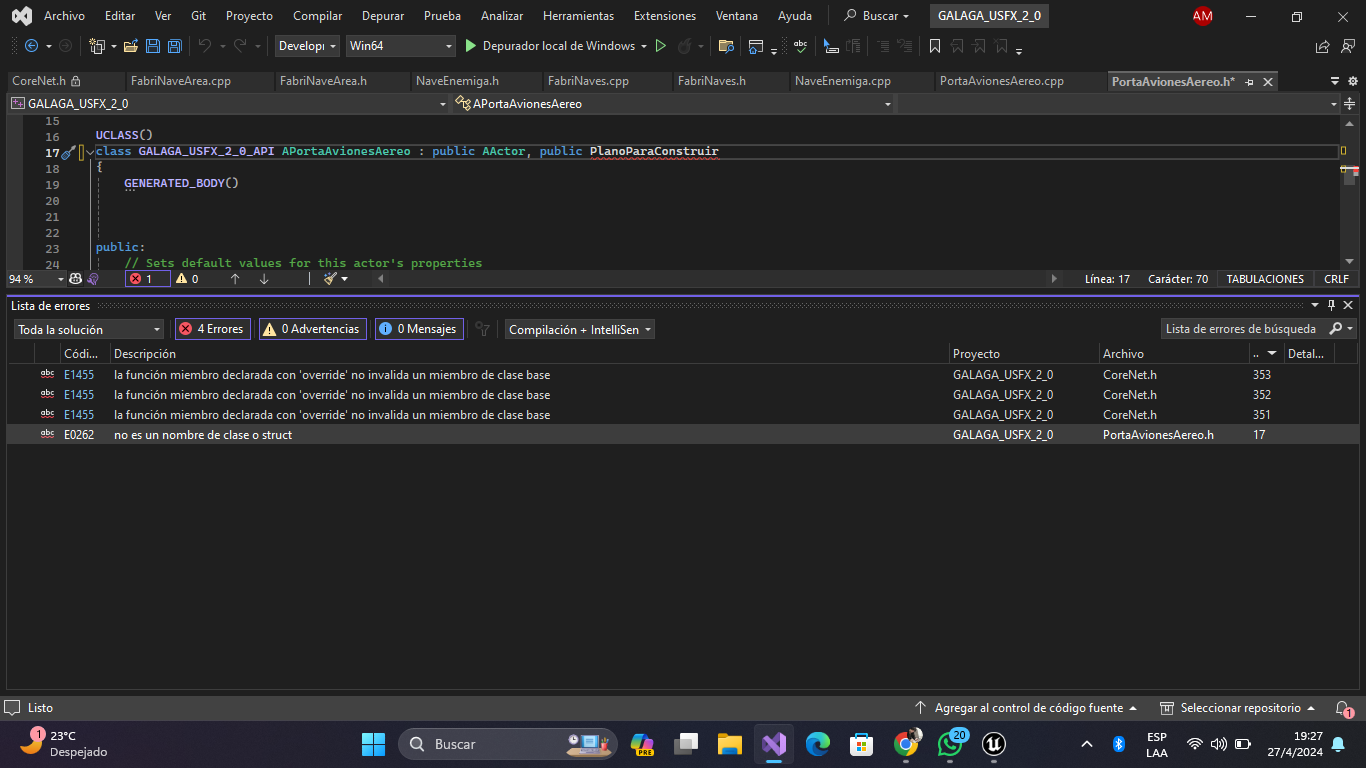 Archivo Editar Ver Git Proyecto Compilar Depurar Prueba Analizar Herramientas Extensiones Ventana Ayuda Buscar GALAGA_USFX_2_0 AM
Develop Win64 Depurador local de Windows
CoreNet.h FabriNaveArea.cpp FabriNaveArea.h NaveEnemiga.h FabriNaves.cpp FabriNaves.h NaveEnemiga.cpp PortaAvionesAereo.cpp PortaAvionesAereo.h*
GALAGA_USFX_2_0 APortaAvionesAereo
15
16 UCLASS()
17 class GALAGA_USFX_2_0_API APortaAvionesAereo : public AActor, public PlanoParaConstruir
18 {
19 GENERATED_BODY()
20
21
22
23 public:
24 // Sets default values for this actor's properties
94 % 1 0 Línea: 17 Carácter: 70 TABULACIONES CRLF
Lista de errores
Toda la solución 4 Errores 0 Advertencias 0 Mensajes Compilación + IntelliSen Lista de errores de búsqueda
Códi... Descripción Proyecto Archivo .. Detal...
abc E1455 la función miembro declarada con 'override' no invalida un miembro de clase base GALAGA_USFX_2_0 CoreNet.h 353
abc E1455 la función miembro declarada con 'override' no invalida un miembro de clase base GALAGA_USFX_2_0 CoreNet.h 352
abc E1455 la función miembro declarada con 'override' no invalida un miembro de clase base GALAGA_USFX_2_0 CoreNet.h 351
abc E0262 no es un nombre de clase o struct GALAGA_USFX_2_0 PortaAvionesAereo.h 17
Listo Agregar al control de código fuente Seleccionar repositorio 1
1 23°C
Despejado
Buscar
PRE
20
ESP
LAA
19:27
27/4/2024